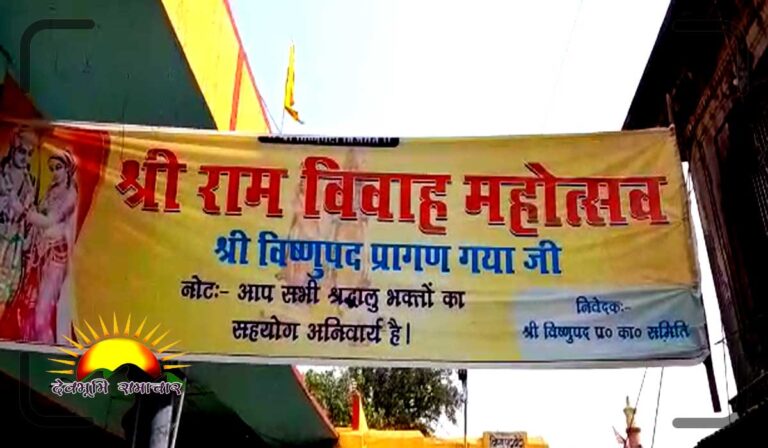 श्री राम विवाह महोत्सव
श्री विष्णुपद प्रागण गया जी
नोटः- आप सभी श्रद्धालु भक्तों का
सहयोग अनिवार्य है।
निवेदकः-
श्री विष्णुपद प्र० का० समिति
देवभूमि समाचार